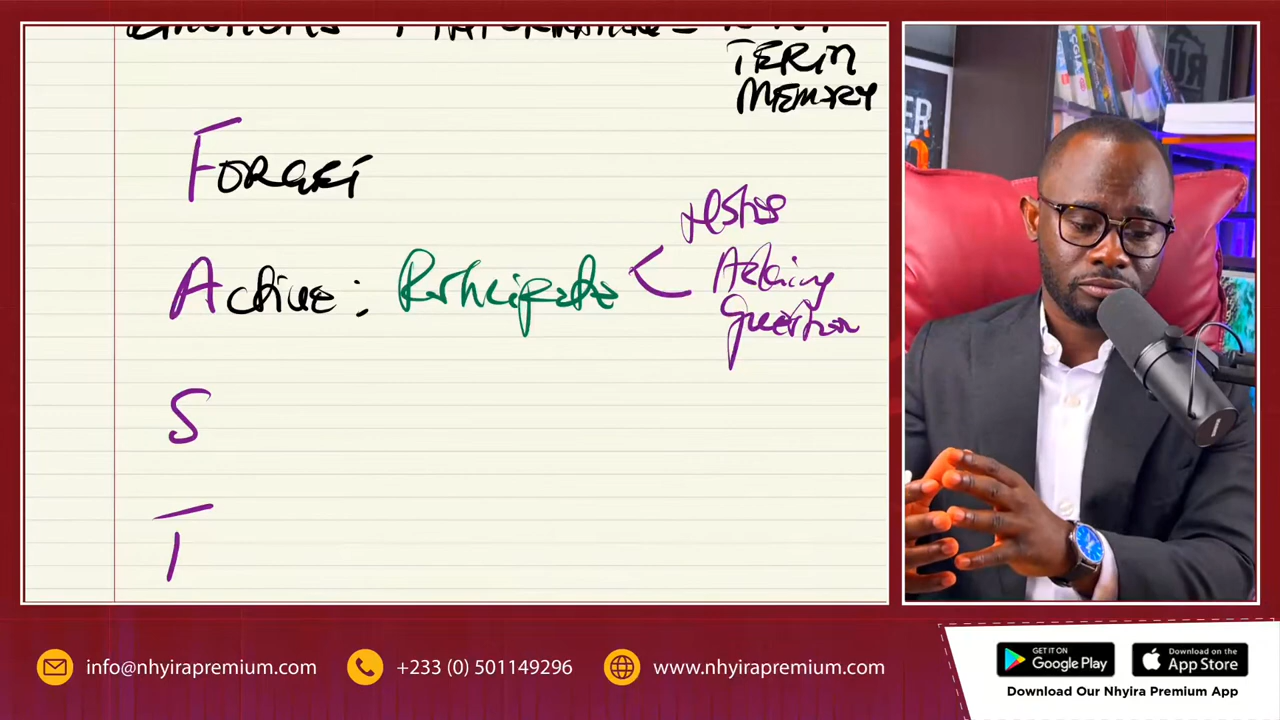 TERM
MEMORY
FORGET
Active : Participate <
Asking
Question
S
T
info@nhyirapremium.com
+233 (0) 501149296
www.nhyirapremium.com
GET IT ON
Google Play
Download on the
App Store
Download Our Nhyira Premium App